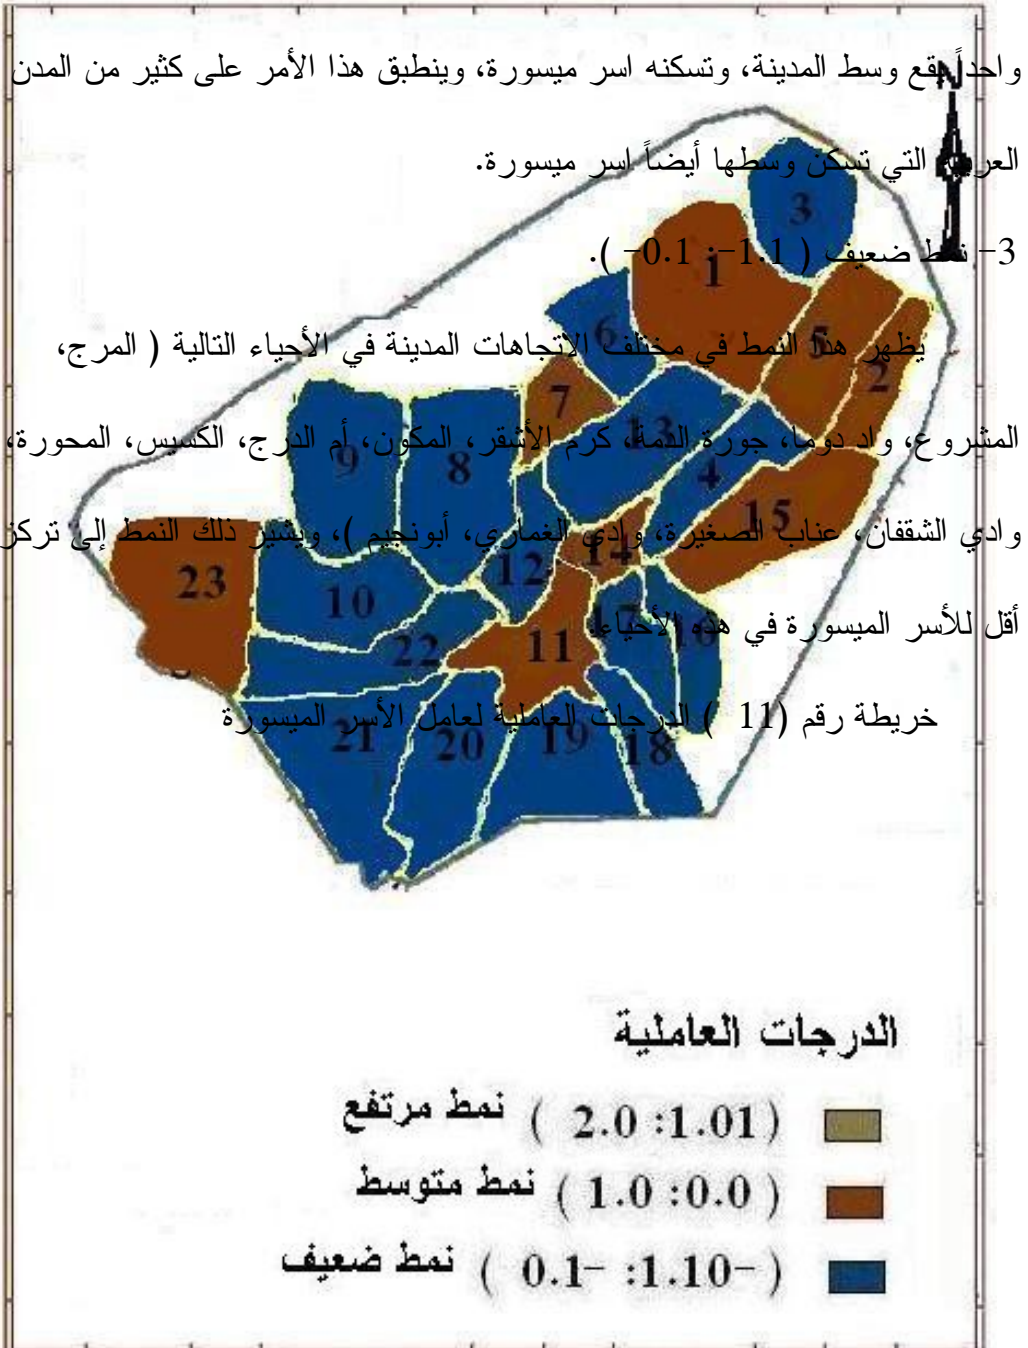 واحداً يقع وسط المدينة، وتسكنه اسر ميسورة، وينطبق هذا الأمر على كثير من المدن
العربية التي تسكن وسطها أيضاً اسر ميسورة.
3- نمط ضعيف ( 1.1-: 0.1- ).
يظهر هذا النمط في مختلف الاتجاهات المدينة في الأحياء التالية ( المرج،
المشروع، واد دوما، جورة الذمة، كرم الأشقر، المكون، أم الدرج، الكسيس، المحورة،
وادي الشقفان، عناب الصغيرة، وادي الغماري، أبونجيم )، ويشير ذلك النمط إلى تركز
أقل للأسر الميسورة في هذه الأحياء.
خريطة رقم (11 ) الدرجات العاملية لعامل الأسر الميسورة
N
3
1
6
5
2
7
13
9
8
4
15
14
12
23
10
17
16
22
11
21
20
19
18
الدرجات العاملية
نمط مرتفع ( 2.0 :1.01)
نمط متوسط ( 1.0 :0.0 )
نمط ضعيف ( 0.1- :1.10- )